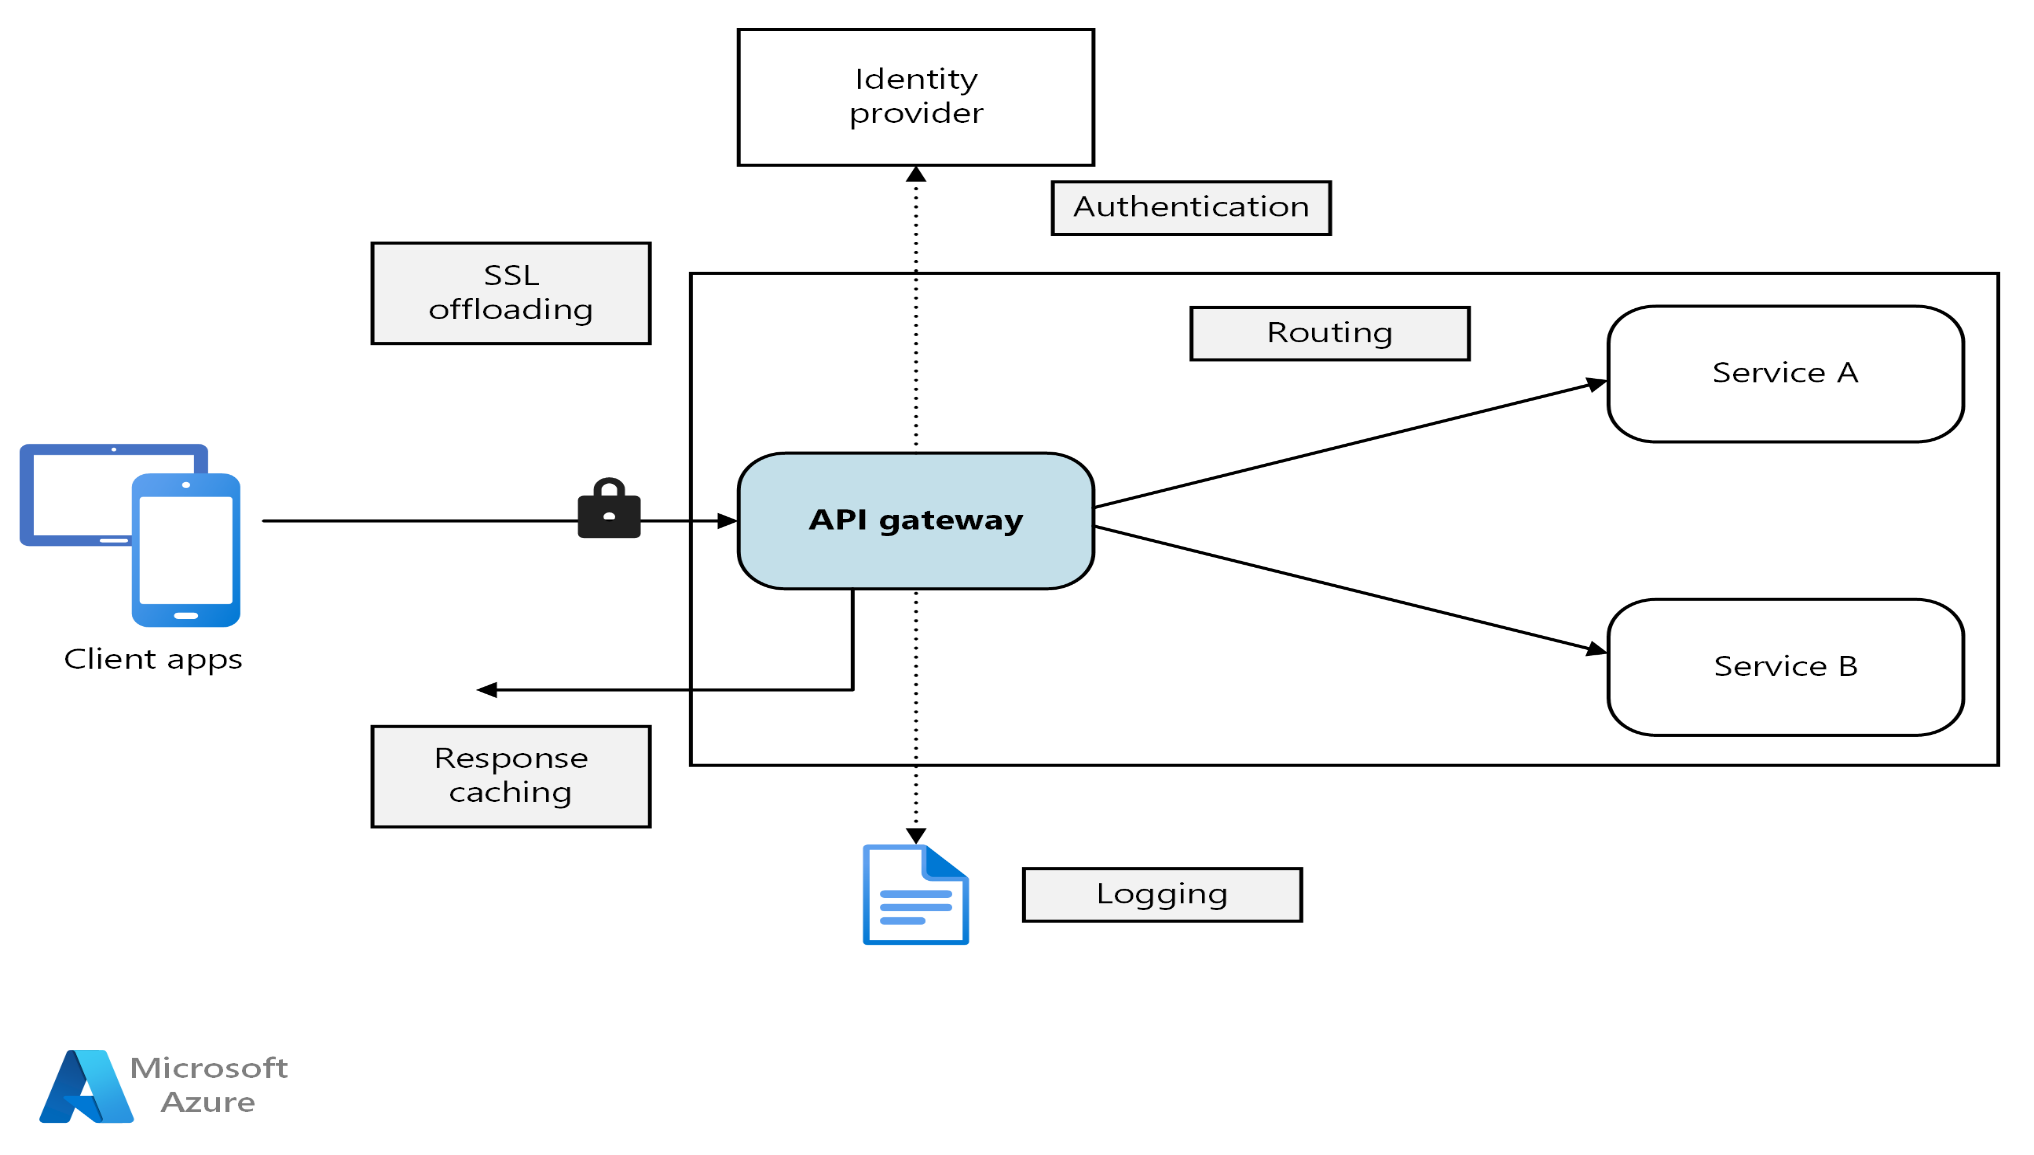 Identity
provider
Authentication
SSL
offloading
Routing
Service A
API gateway
Client apps
Service B
Response
caching
Logging
Microsoft
Azure